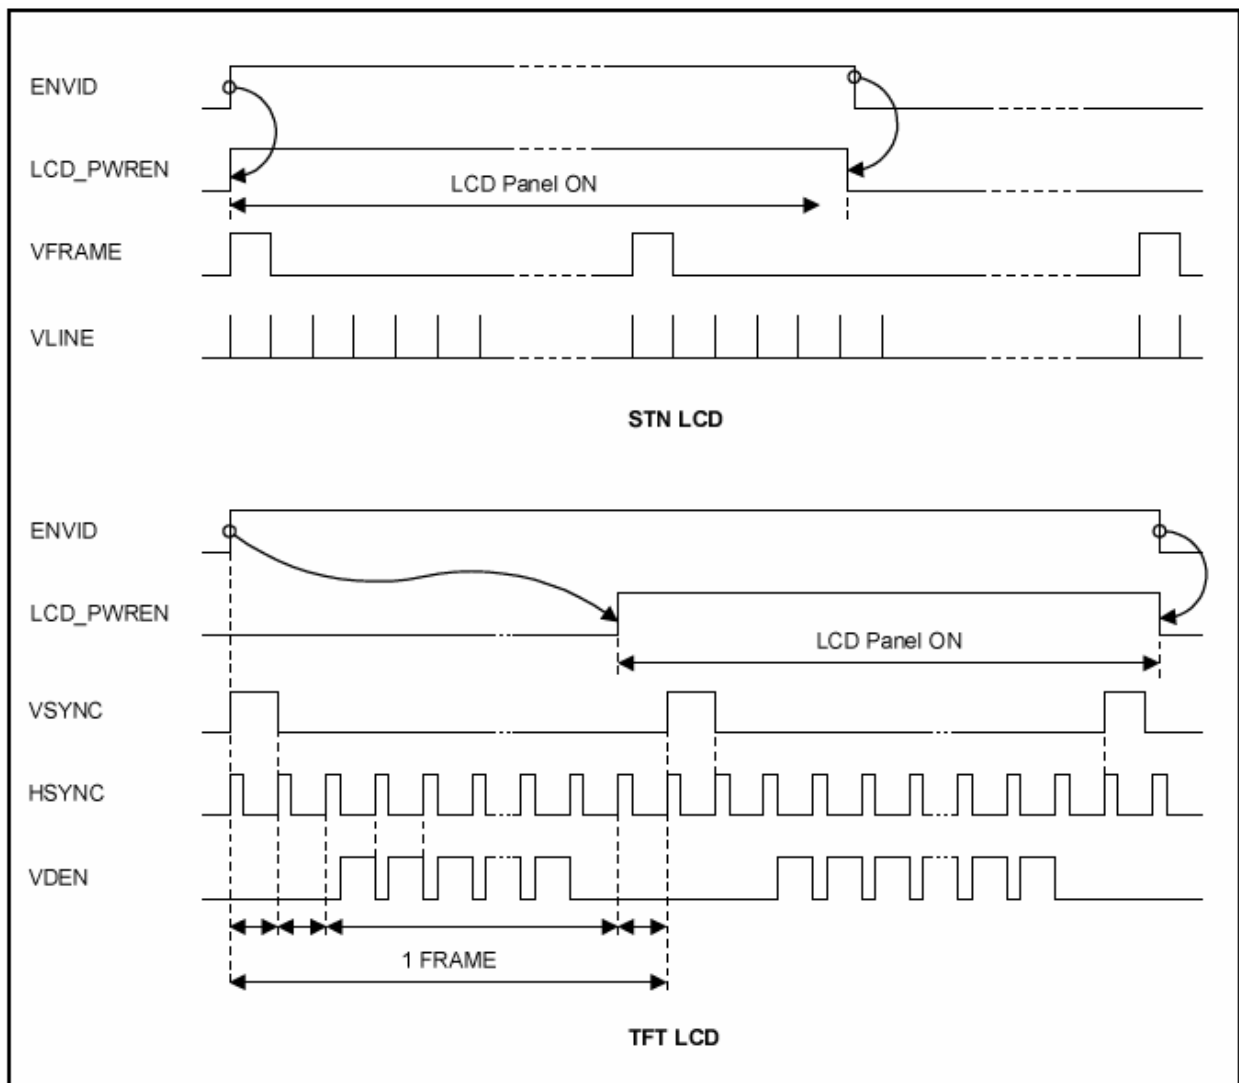 ENVID
LCD_PWREN
LCD Panel ON
VFRAME
VLINE
STN LCD
ENVID
LCD_PWREN
LCD Panel ON
VSYNC
HSYNC
VDEN
1 FRAME
TFT LCD